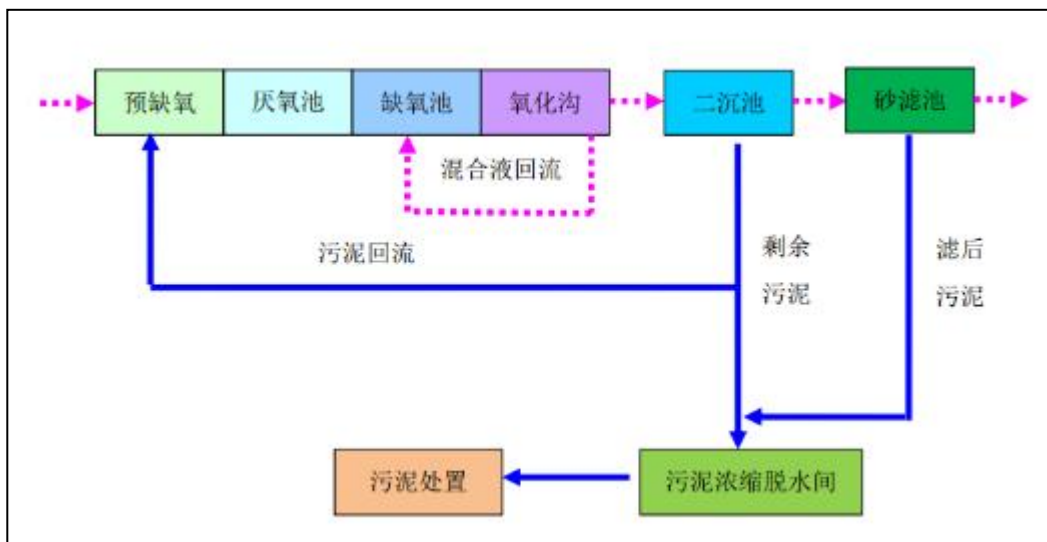 预缺氧
厌氧池
缺氧池
氧化沟
二沉池
砂滤池
混合液回流
污泥回流
剩余
污泥
滤后
污泥
污泥处置
污泥浓缩脱水间